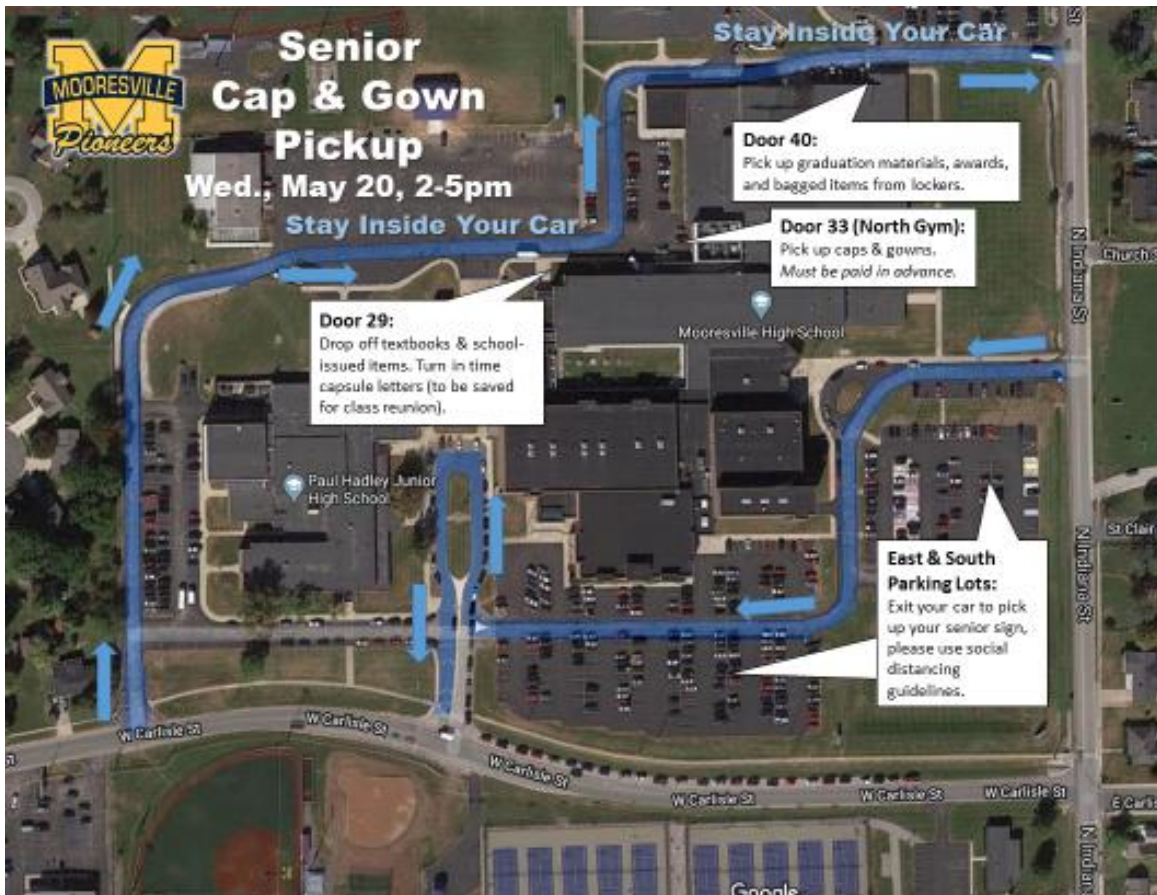 MOORESVILLE
Pioneers
Senior
Cap & Gown
Pickup
Wed., May 20, 2-5pm
Stay Inside Your Car
Stay Inside Your Car
Door 40:
Pick up graduation materials, awards,
and bagged items from lockers.
Door 33 (North Gym):
Pick up caps & gowns.
Must be paid in advance.
Door 29:
Drop off textbooks & school-
issued items. Turn in time
capsule letters (to be saved
for class reunion).
Mooresville High School
Paul Hadley Junior
High School
East & South
Parking Lots:
Exit your car to pick
up your senior sign,
please use social
distancing
guidelines.
St
N Indiana St
Church S
St Clair
N Indiana St
W Carlisle St
W Carlisle St
W Carlisle St
W Carlisle St
W Carlisle St
W Carlisle St
E Carlis
N Indian
Google